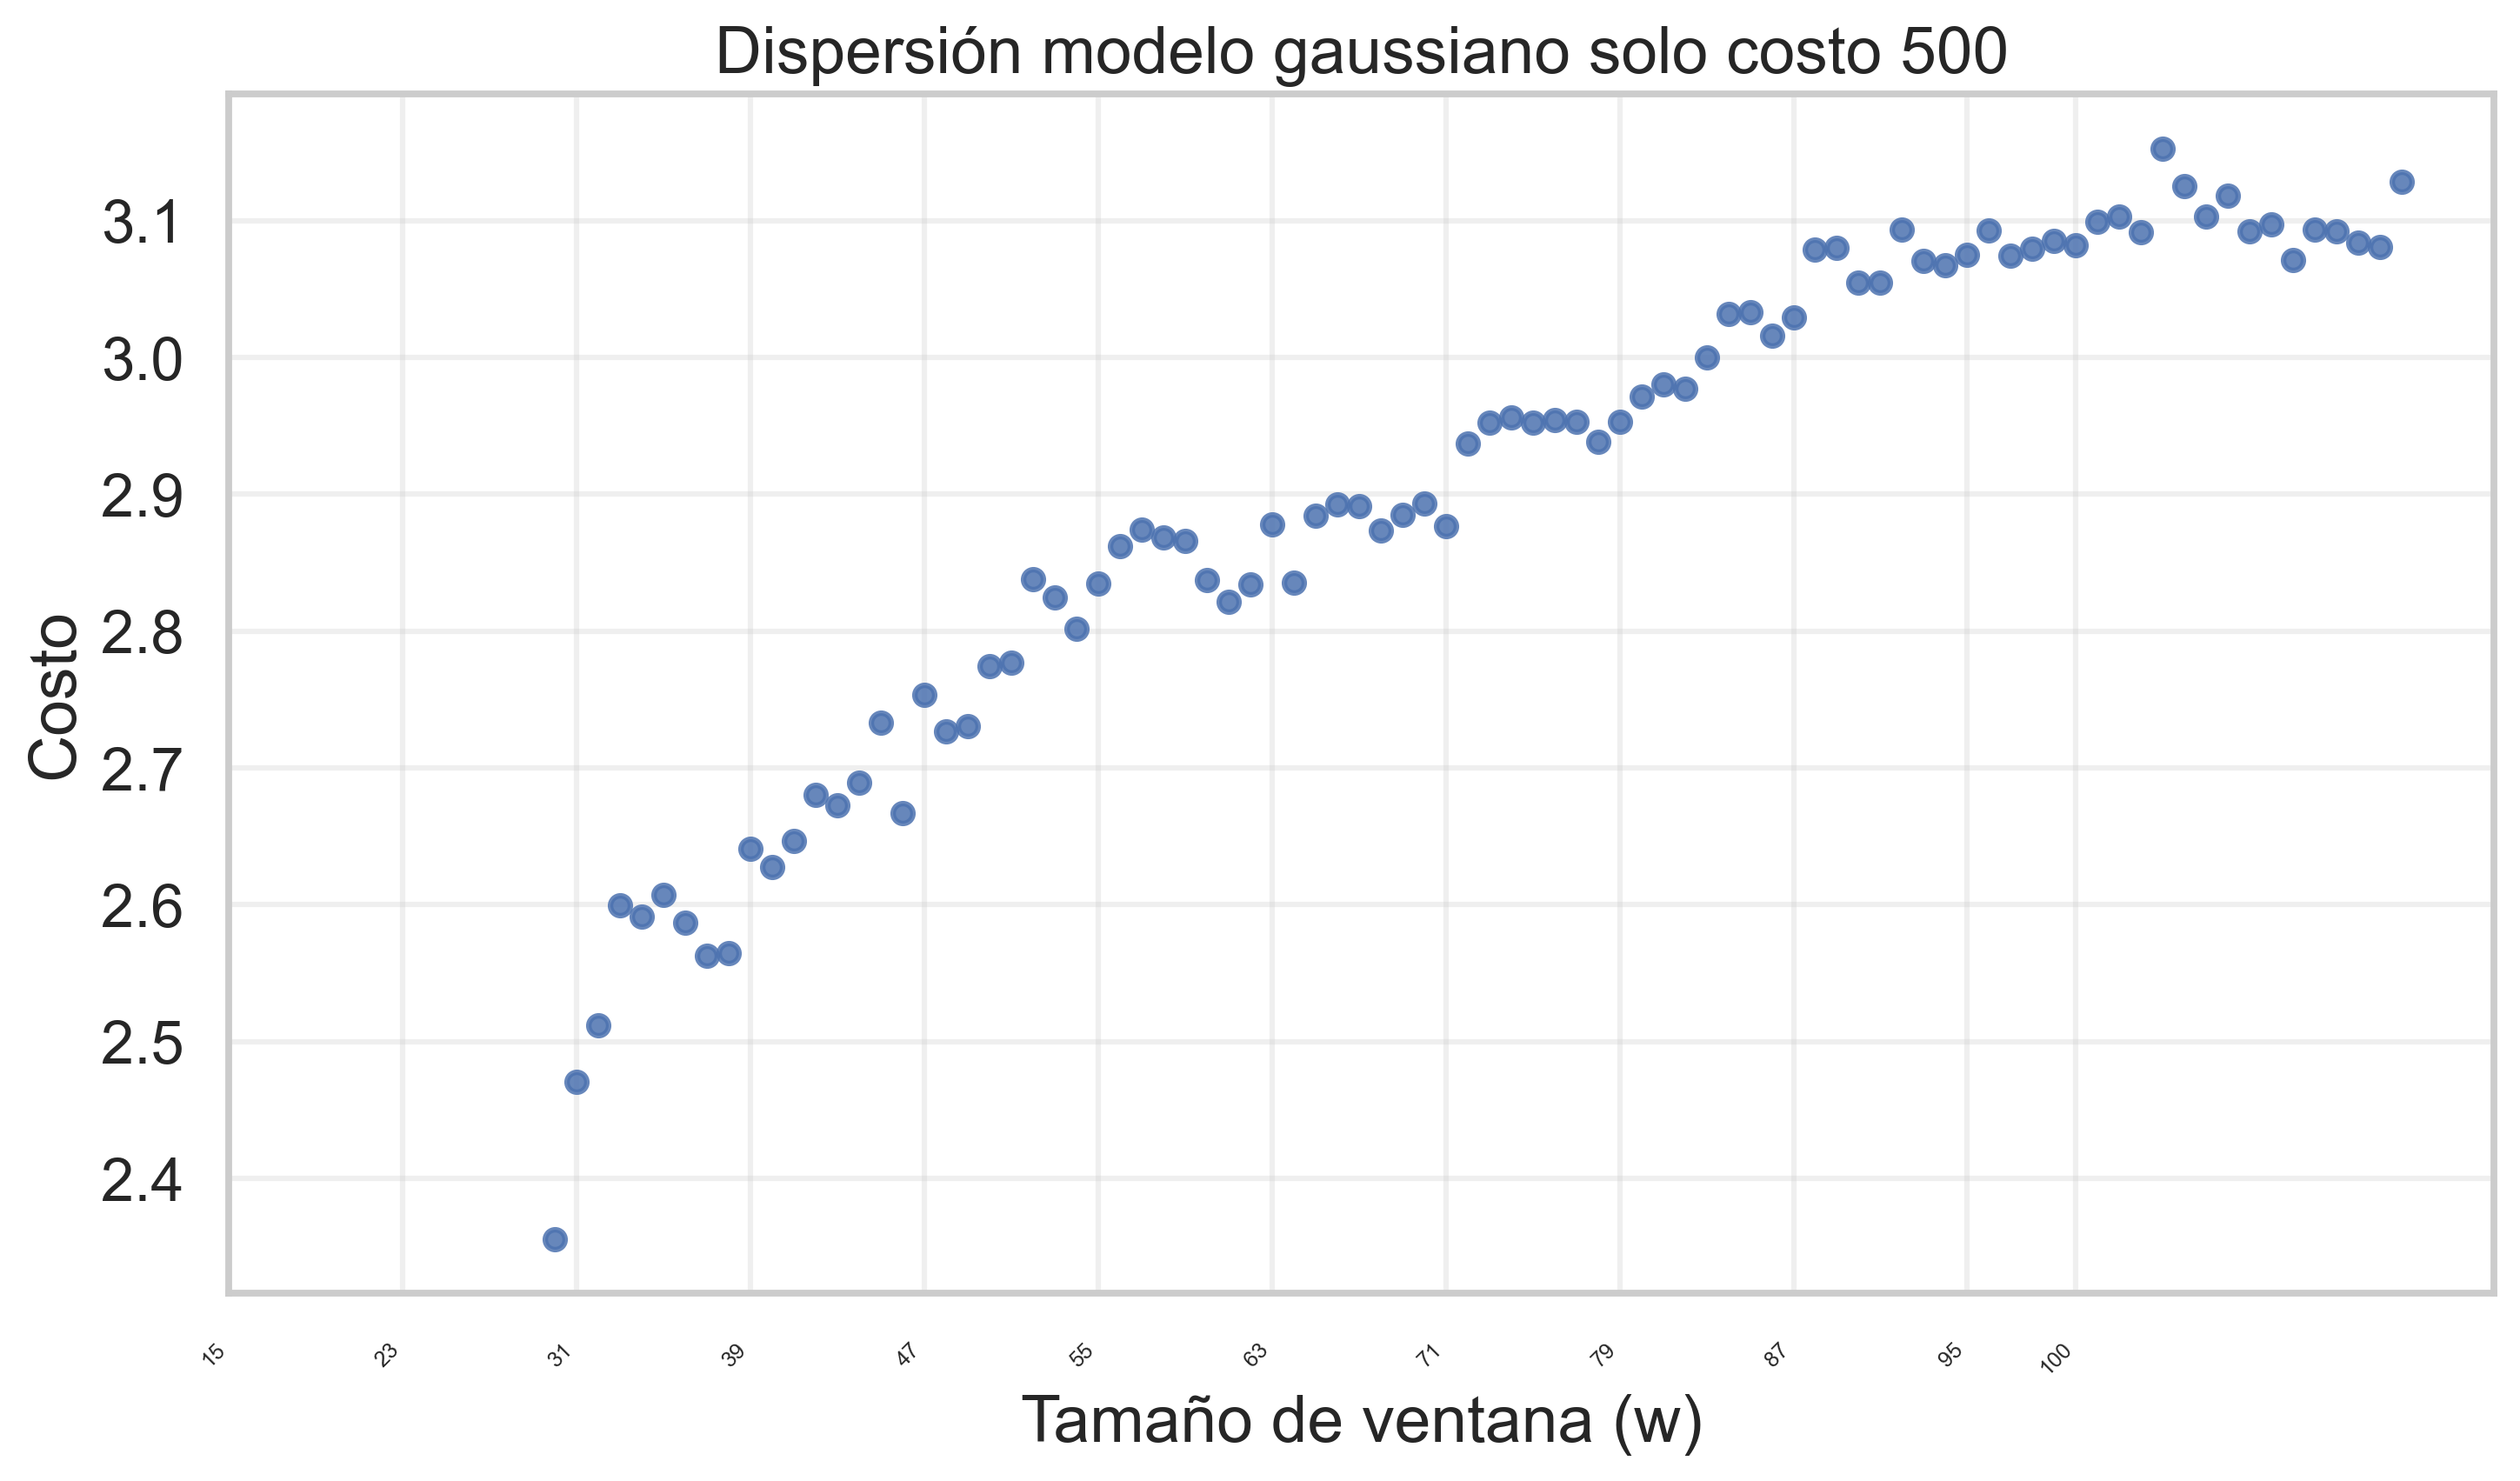 Dispersión modelo gaussiano solo costo 500
Costo
3.1
3.0
2.9
2.8
2.7
2.6
2.5
2.4
15 23 31 39 47 55 63 71 79 87 95 100
Tamaño de ventana (w)